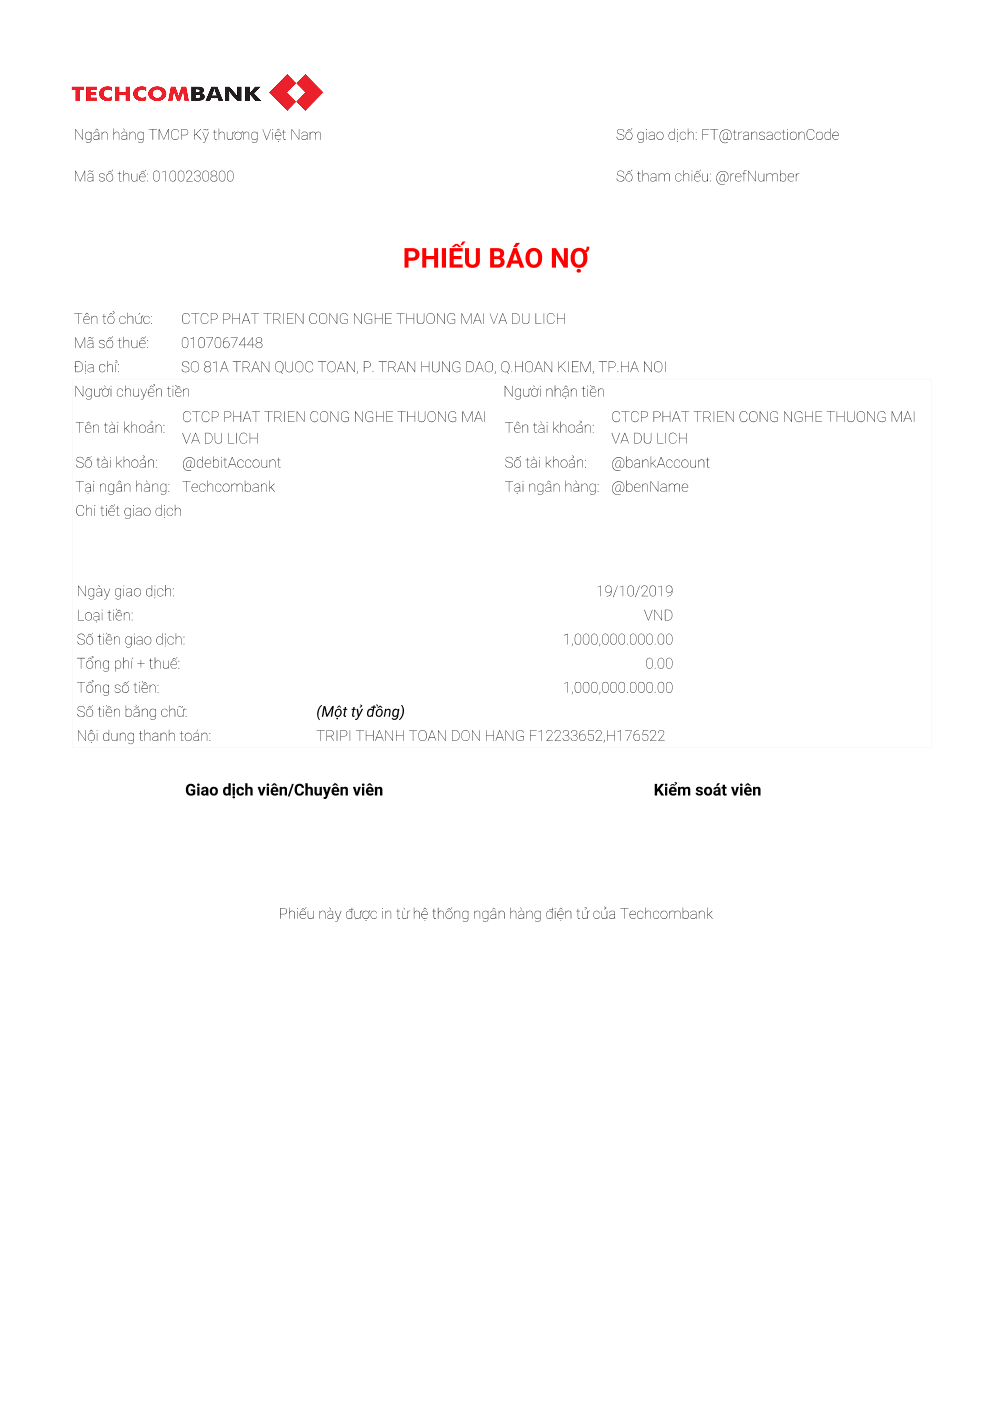 TECHCOMBANK
Ngân hàng TMCP Kỹ thương Việt Nam
Số giao dịch: FT@transactionCode
Mã số thuế: 0100230800
Số tham chiếu: @refNumber
PHIẾU BÁO NỢ
Tên tổ chức: CTCP PHAT TRIEN CONG NGHE THUONG MAI VA DU LICH
Mã số thuế: 0107067448
Địa chỉ: SO 81A TRAN QUOC TOAN, P. TRAN HUNG DAO, Q.HOAN KIEM, TP.HA NOI
Người chuyển tiền
Tên tài khoản: CTCP PHAT TRIEN CONG NGHE THUONG MAI
VA DU LICH
Số tài khoản: @debitAccount
Tại ngân hàng: Techcombank
Người nhận tiền
Tên tài khoản: CTCP PHAT TRIEN CONG NGHE THUONG MAI
VA DU LICH
Số tài khoản: @bankAccount
Tại ngân hàng: @benName
Chi tiết giao dịch
Ngày giao dịch: 19/10/2019
Loại tiền: VND
Số tiền giao dịch: 1,000,000.000.00
Tổng phí + thuế: 0.00
Tổng số tiền: 1,000,000.000.00
Số tiền bằng chữ: (Một tỷ đồng)
Nội dung thanh toán: TRIPI THANH TOAN DON HANG F12233652,H176522
Giao dịch viên/Chuyên viên
Kiểm soát viên
Phiếu này được in từ hệ thống ngân hàng điện tử của Techcombank